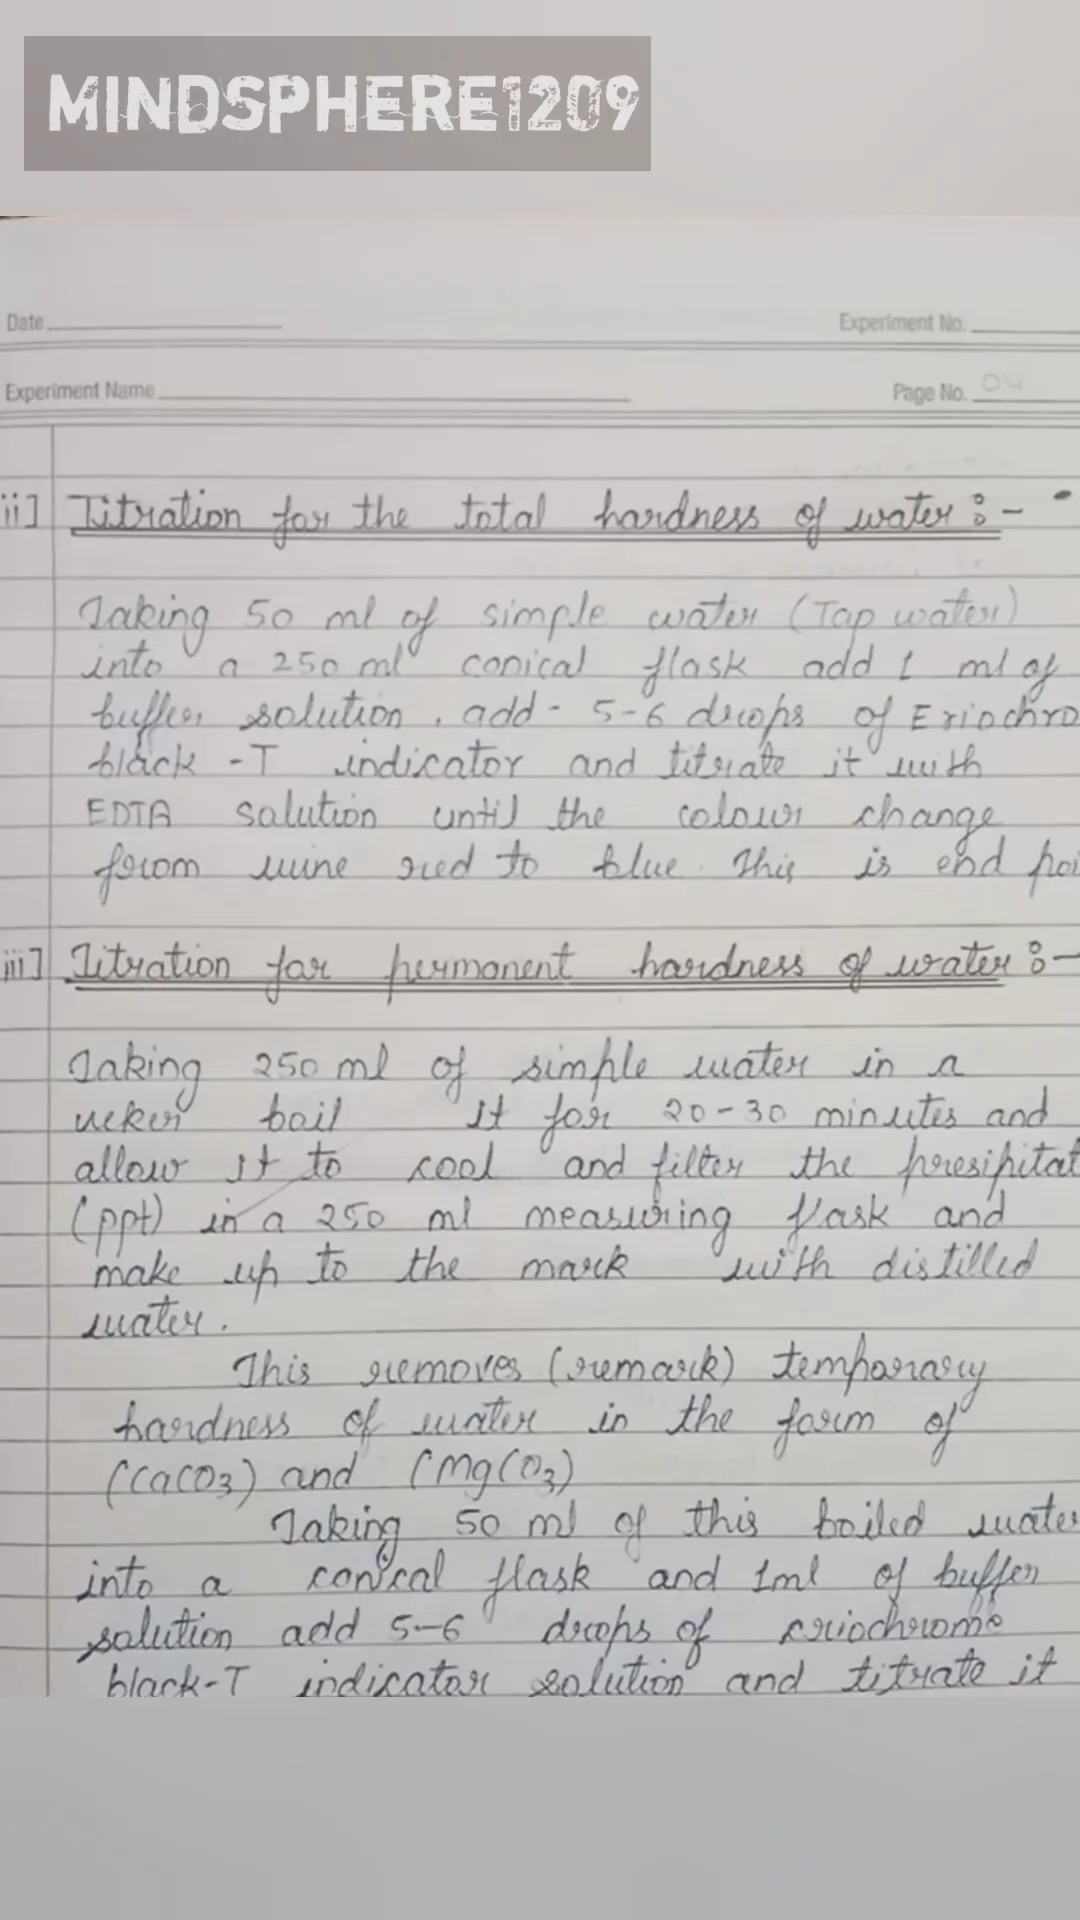 MINDSPHERE1209
Date
Experiment No.
Experiment Name
Page No. 04
ii] Titration for the total hardness of water :-
Taking 50 ml of simple water (Tap water)
into a 250 ml conical flask add 1 ml of
buffer solution. add - 5-6 drops of Eriochro
black -T indicator and titrate it with
EDTA solution until the colour change
from wine red to blue. This is end poi
iii] Titration for permanent hardness of water :-
Taking 250 ml of simple water in a
boil it for 20-30 minutes and
allow it to cool and filter the presipitat
(ppt) in a 250 ml measuring flask and
make up to the mark with distilled
water.
This removes (remark) temporary
hardness of water in the form of
(CaCO3) and (MgCO3)
Taking 50 ml of this boiled water
into a conical flask and 1ml of buffer
solution add 5-6 drops of eriochrome
black-T indicator solution and titrate it